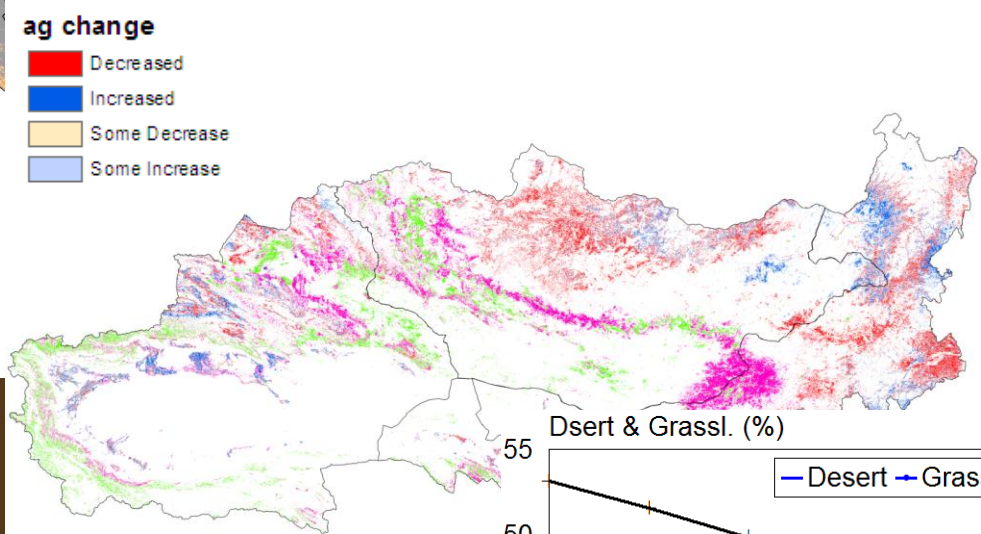 ag change
Decreased
Increased
Some Decrease
Some Increase
Dsert & Grassl. (%)
55
Desert
50